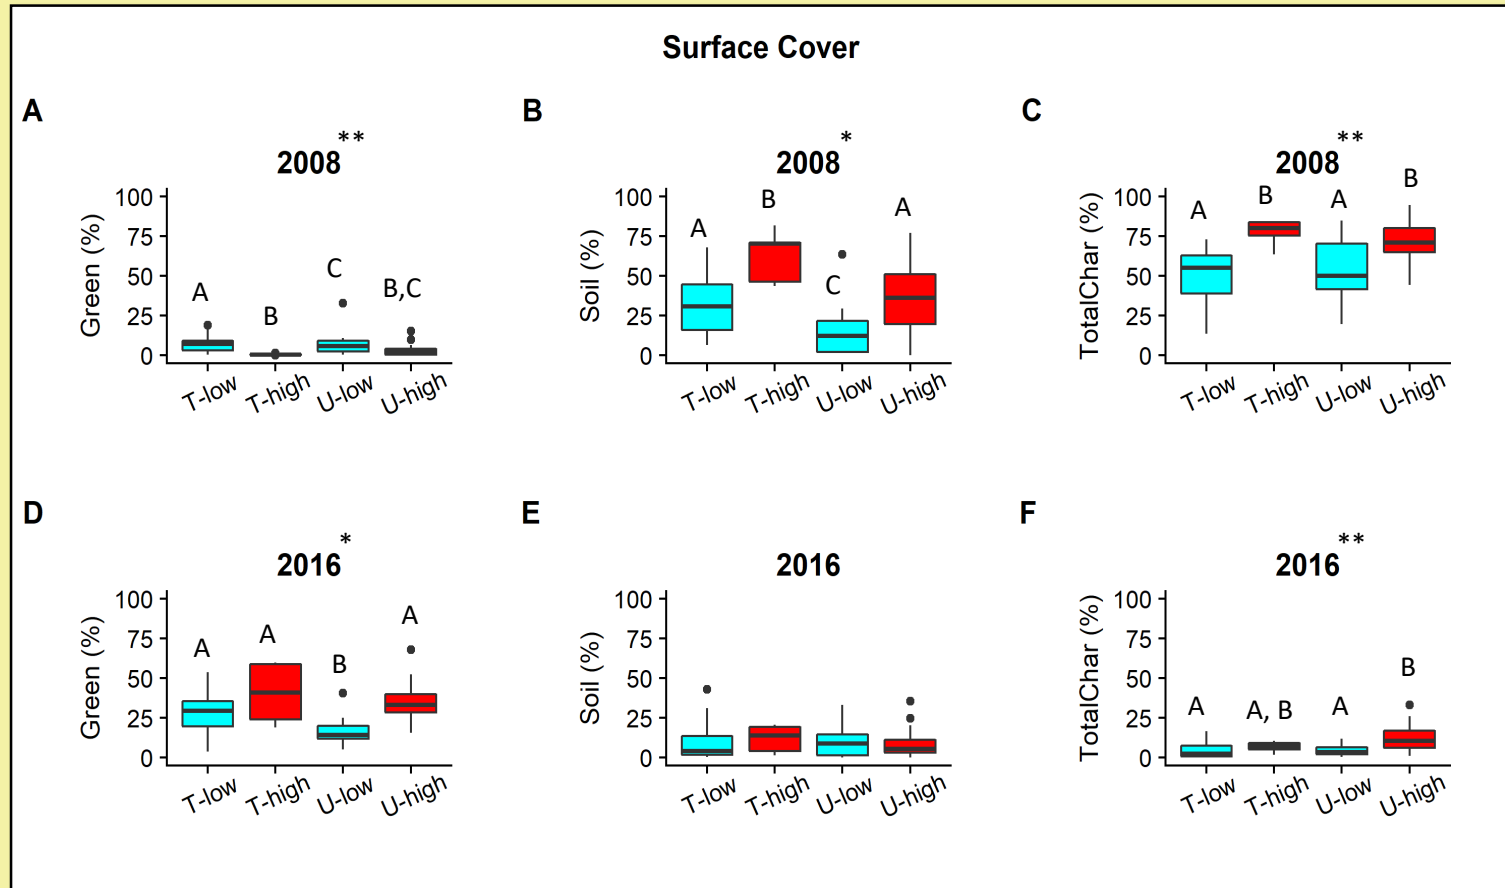 Surface Cover
A
2008**
Green (%)
100
75
50
25
0
A
B
C
B,C
T-low
T-high
U-low
U-high
B
2008*
Soil (%)
100
75
50
25
0
A
B
C
A
T-low
T-high
U-low
U-high
C
2008**
TotalChar (%)
100
75
50
25
0
A
B
A
B
T-low
T-high
U-low
U-high
D
2016*
Green (%)
100
75
50
25
0
A
A
B
A
T-low
T-high
U-low
U-high
E
2016
Soil (%)
100
75
50
25
0
T-low
T-high
U-low
U-high
F
2016**
TotalChar (%)
100
75
50
25
0
A
A, B
A
B
T-low
T-high
U-low
U-high